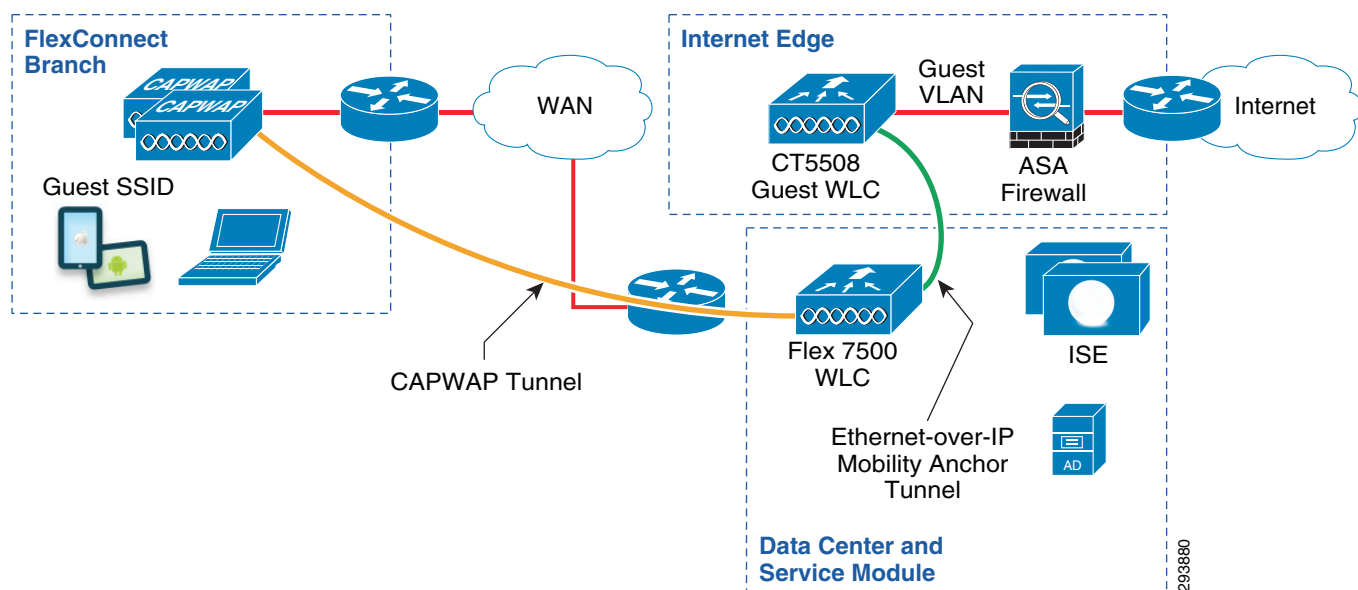 FlexConnect
Branch
CAPWAP
CAPWAP
Guest SSID
WAN
CAPWAP Tunnel
Internet Edge
Guest
VLAN
CT5508
Guest WLC
ASA
Firewall
Internet
Flex 7500
WLC
ISE
Ethernet-over-IP
Mobility Anchor
Tunnel
AD
Data Center and
Service Module
293880